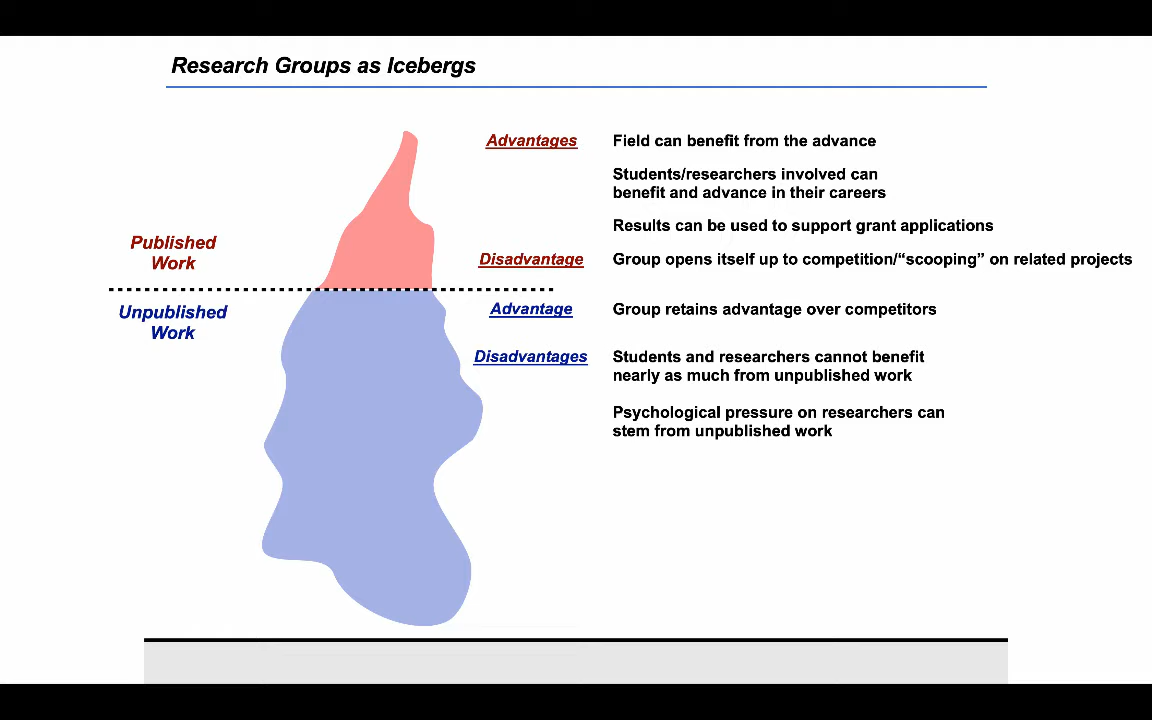 Research Groups as Icebergs
Advantages
Field can benefit from the advance
Students/researchers involved can
benefit and advance in their careers
Results can be used to support grant applications
Published
Work
Disadvantage
Group opens itself up to competition/“scooping” on related projects
Unpublished
Work
Advantage
Group retains advantage over competitors
Disadvantages
Students and researchers cannot benefit
nearly as much from unpublished work
Psychological pressure on researchers can
stem from unpublished work